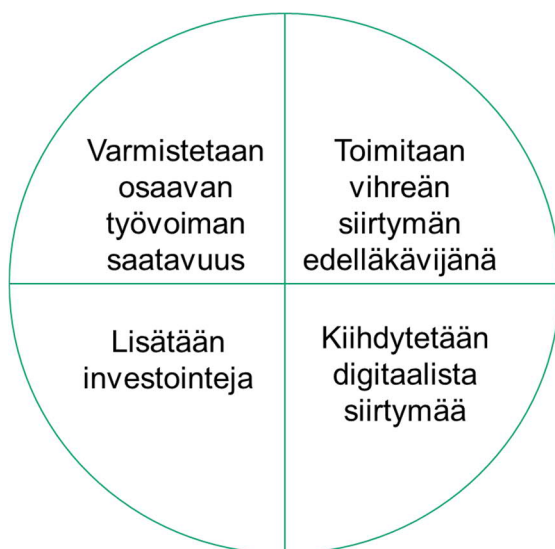 Varmistetaan
osaavan
työvoiman
saatavuus
Toimitaan
vihreän
siirtymän
edelläkävijänä
Lisätään
investointeja
Kiihdytetään
digitaalista
siirtymää